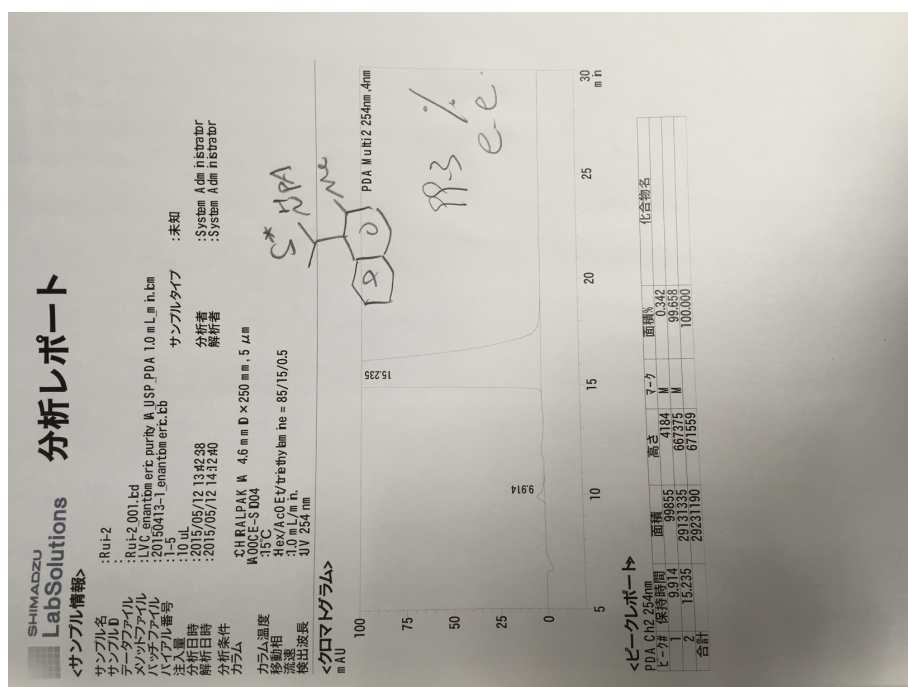 SHIMADZU
LabSolutions 分析レポート
<サンプル情報>
サンプル名 :Rui-2
サンプルID :
データファイル :Rui-2_001.lcd
メソッドファイル :LVC_enantiomeric purity IA_USP_PDA 1.0 mL_min.lcm
バッチファイル :20150413-1_enantiomeric.lcb
バイアル番号 :1-5 サンプルタイプ :未知
注入量 :10 uL
分析日時 :2015/05/12 13:42:38 分析者 :System Administrator
解析日時 :2015/05/12 14:12:40 解析者 :System Administrator
分析条件
カラム :CHIRALPAK IA 4.6 mmID×250 mm, 5 μm
カラム温度 :15℃
移動相 :Hex/AcOEt/triethylamine = 85/15/0.5
流速 :1.0 mL/min.
検出波長 :UV 254 nm
<クロマトグラム>
mAU
PDA Multi 2 254nm,4nm
S*
99.3 %
e.e.
100
75
50
25
0
9.914
15.235
5 10 15 20 25 30
min
<ピークレポート>
PDA Ch2 254nm
ピーク# 保持時間 面積 高さ マーク 面積% 化合物名
1 9.914 99855 4184 M 0.342
2 15.235 29131335 667375 M 99.658
合計 29231190 671559 100.000